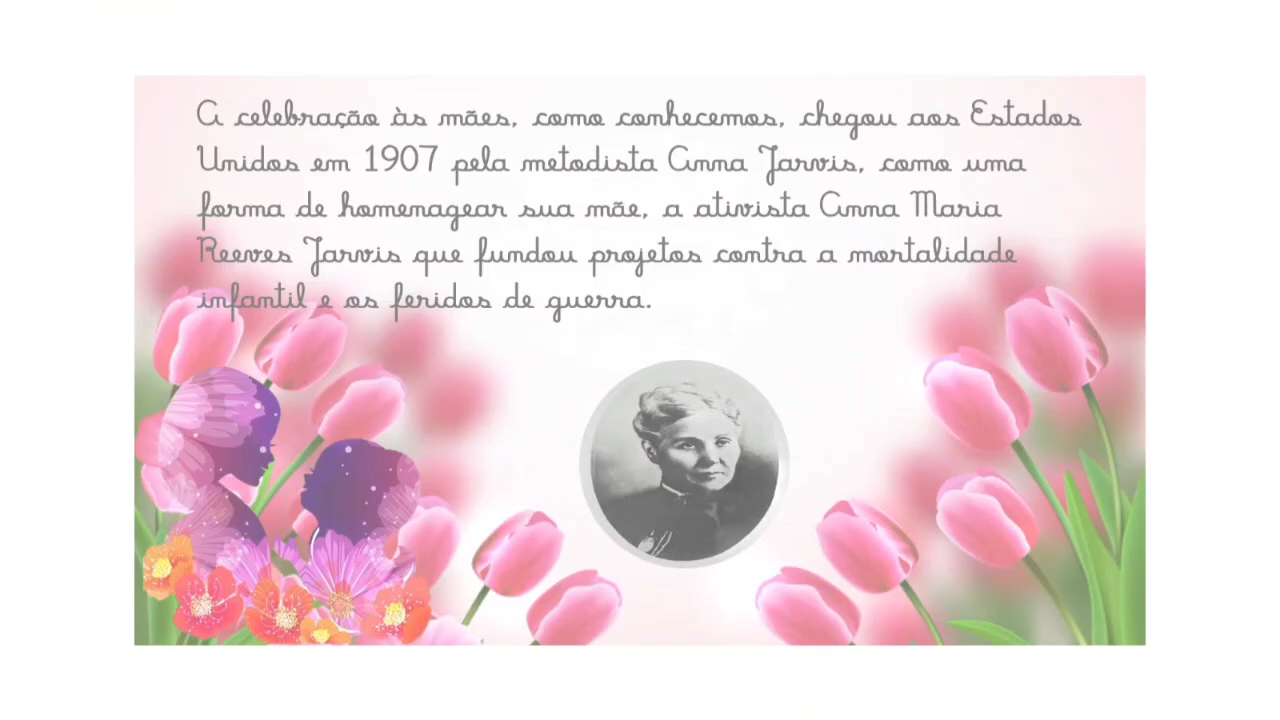 A celebração às mães, como conhecemos, chegou aos Estados
Unidos em 1907 pela metodista Anna Jarvis, como uma
forma de homenagear sua mãe, a ativista Anna Maria
Reeves Jarvis que fundou projetos contra a mortalidade
infantil e os feridos de guerra.